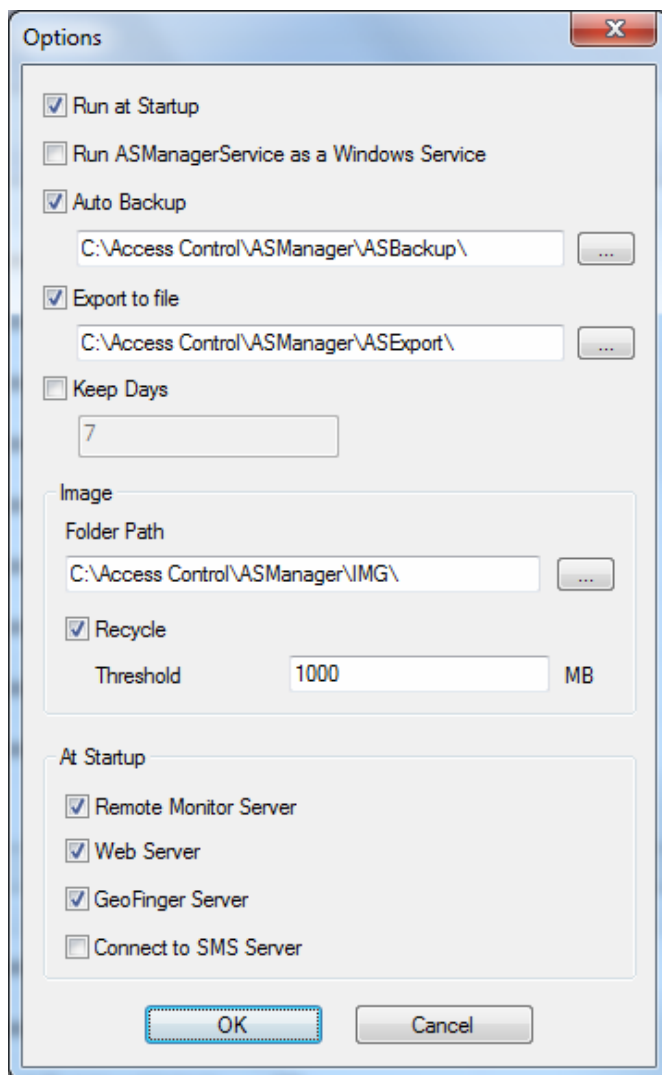 Options
Run at Startup
Run ASManagerService as a Windows Service
Auto Backup
C:\Access Control\ASManager\ASBackup\
...
Export to file
C:\Access Control\ASManager\ASExport\
...
Keep Days
7
Image
Folder Path
C:\Access Control\ASManager\IMG\
...
Recycle
Threshold 1000 MB
At Startup
Remote Monitor Server
Web Server
GeoFinger Server
Connect to SMS Server
OK Cancel